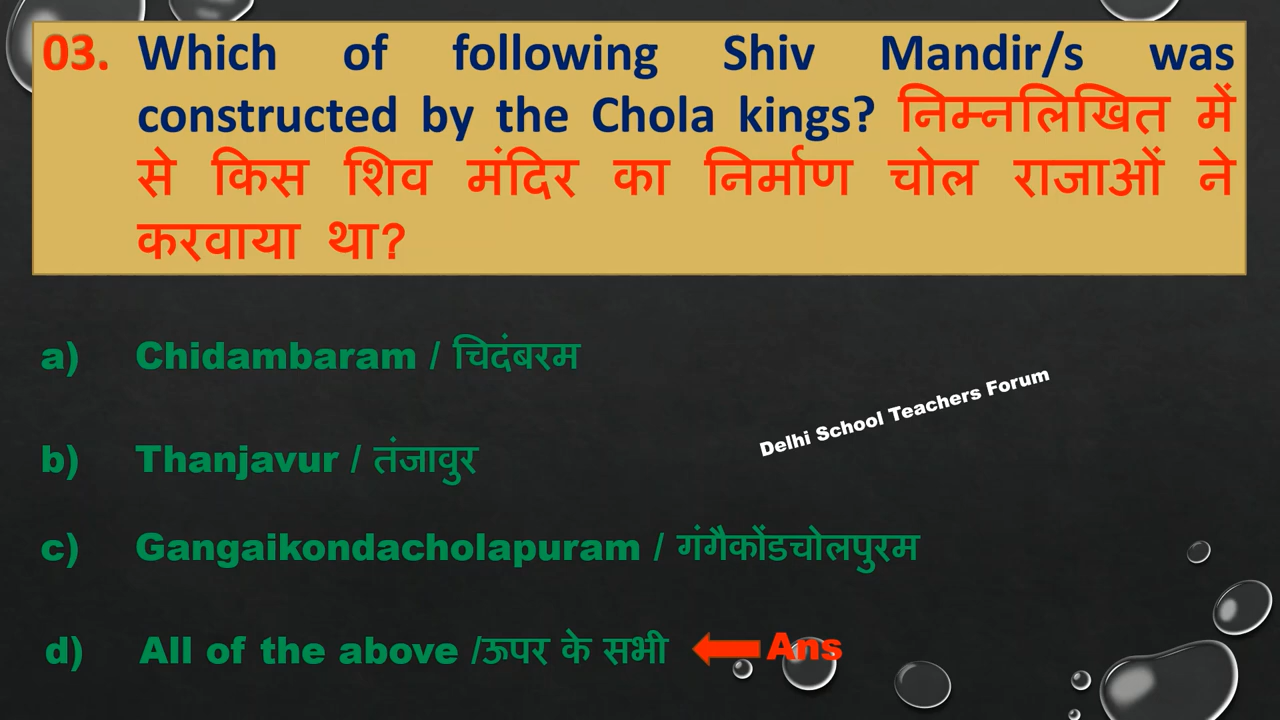 03. Which of following Shiv Mandir/s was
constructed by the Chola kings? निम्नलिखित में
से किस शिव मंदिर का निर्माण चोल राजाओं ने
करवाया था?
a) Chidambaram / चिदंबरम
Delhi School Teachers Forum
b) Thanjavur / तंजावुर
c) Gangaikondacholapuram / गंगैकोंडचोलपुरम
d) All of the above /ऊपर के सभी Ans